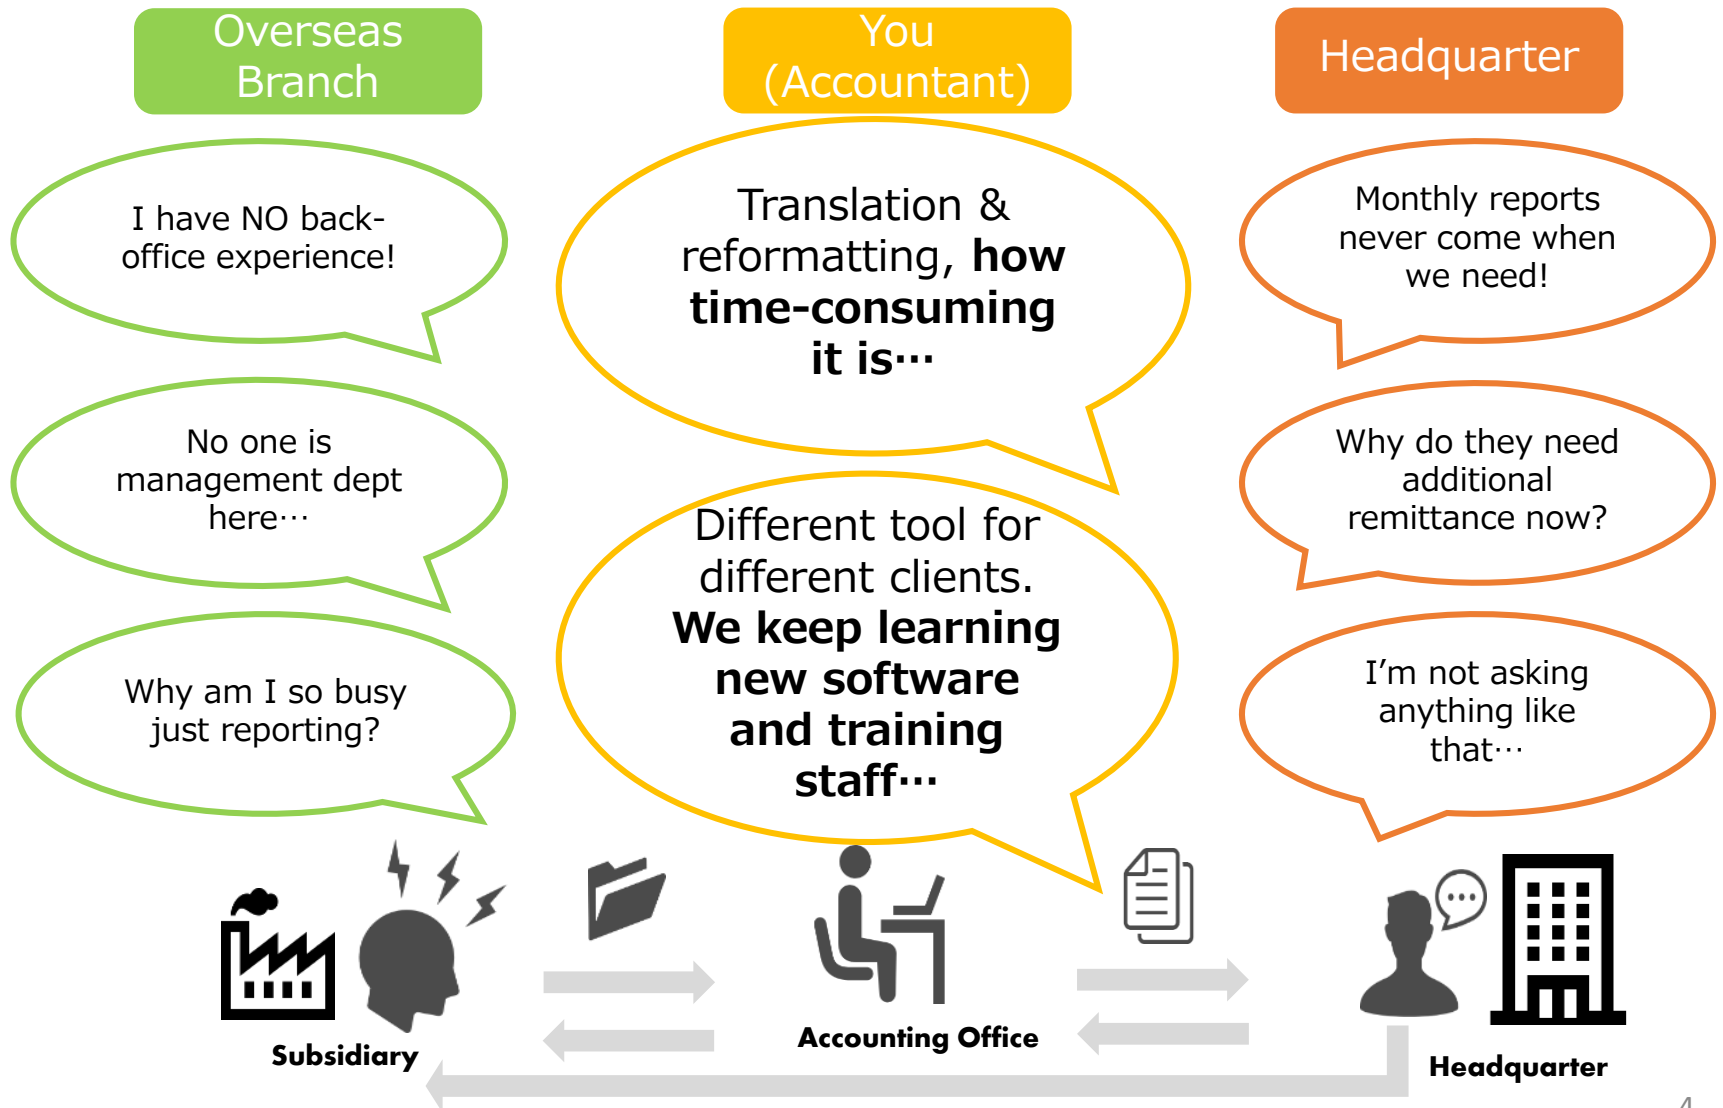 Overseas
Branch
You
(Accountant)
Headquarter
I have NO back-
office experience!
No one is
management dept
here…
Why am I so busy
just reporting?
Translation &
reformatting, how
time-consuming
it is…
Different tool for
different clients.
We keep learning
new software
and training
staff…
Monthly reports
never come when
we need!
Why do they need
additional
remittance now?
I’m not asking
anything like
that…
Subsidiary
Accounting Office
Headquarter
4